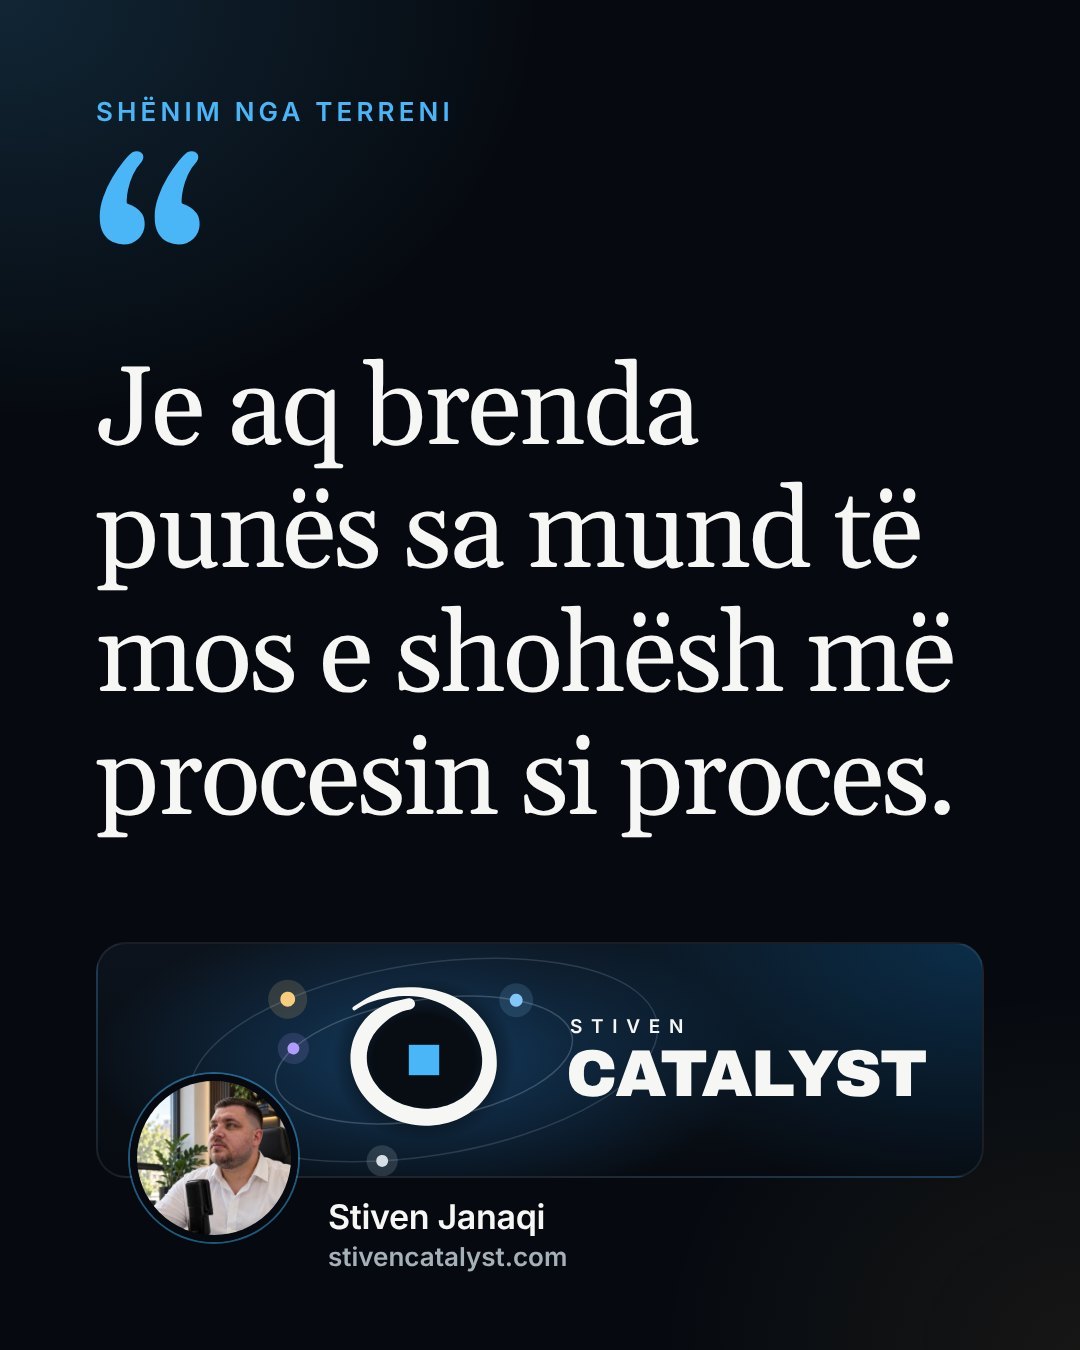 SHËNIM NGA TERRENI
“
Je aq brenda
punës sa mund të
mos e shohësh më
procesin si proces.
STIVEN
CATALYST
Stiven Janaqi
stivencatalyst.com